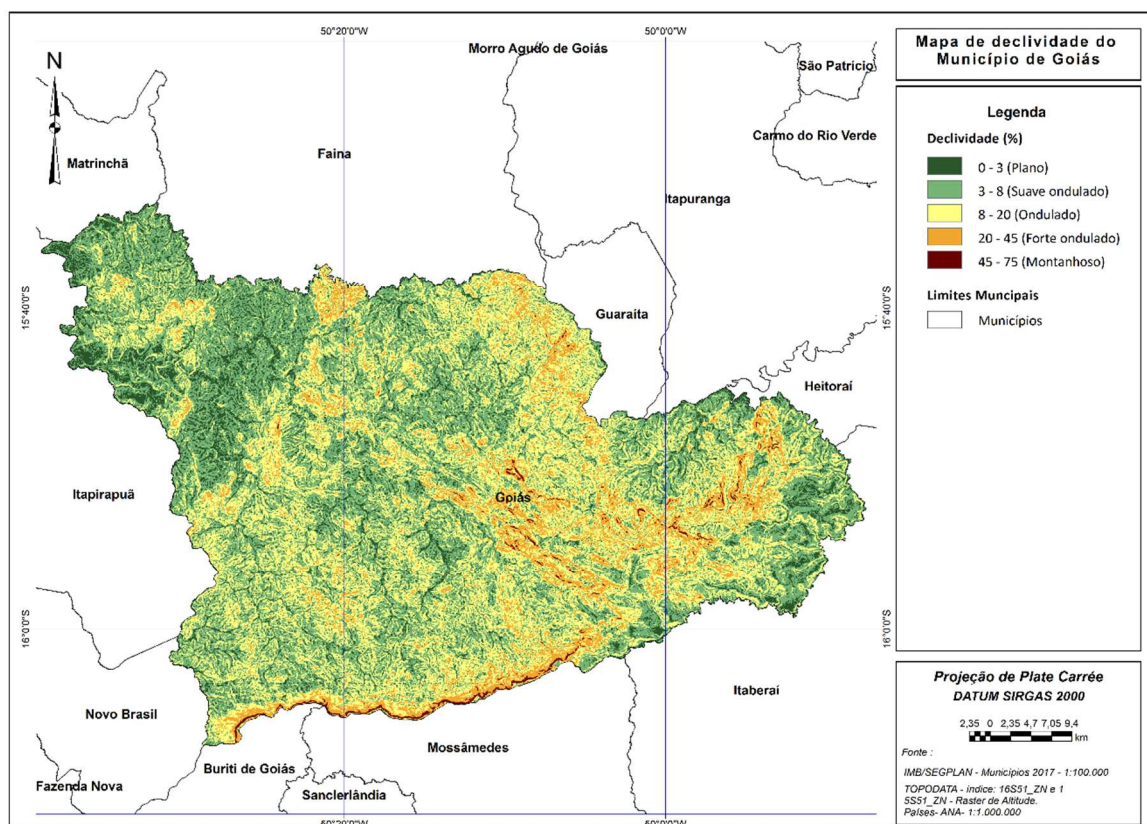 50°20'0"W
50°0'0"W
Morro Agudo de Goiás
São Patrício
N
Carmo do Rio Verde
Faina
Matrinchã
Itapuranga
15°40'0"S
15°40'0"S
Guaraíta
Heitoraí
Itapirapuã
Goiás
16°0'0"S
16°0'0"S
Itaberaí
Novo Brasil
Mossâmedes
Buriti de Goiás
Fazenda Nova
Sanclerlândia
50°20'0"W
50°0'0"W
Mapa de declividade do
Município de Goiás
Legenda
Declividade (%)
0 - 3 (Plano)
3 - 8 (Suave ondulado)
8 - 20 (Ondulado)
20 - 45 (Forte ondulado)
45 - 75 (Montanhoso)
Limites Muncipais
Municípios
Projeção de Plate Carrée
DATUM SIRGAS 2000
2,35 0 2,35 4,7 7,05 9,4
km
Fonte :
IMB/SEGPLAN - Municípios 2017 - 1:100.000
TOPODATA - índice: 16S51_ZN e 1
5S51_ZN - Raster de Altitude.
Países- ANA- 1:1.000.000